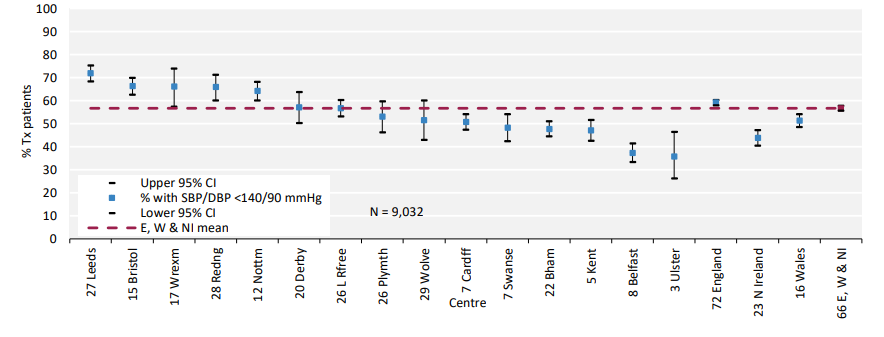 100
90
80
70
60
50
40
30
20
10
0
% Tx patients
Upper 95% CI
% with SBP/DBP <140/90 mmHg
Lower 95% CI
E, W & NI mean
N = 9,032
27 Leeds
15 Bristol
17 Wrexm
28 Redng
12 Nottm
20 Derby
26 L Rfree
26 Plymth
29 Wolve
7 Cardff
7 Swanse
22 Bham
5 Kent
8 Belfast
3 Ulster
72 England
23 N Ireland
16 Wales
66 E, W & NI
Centre